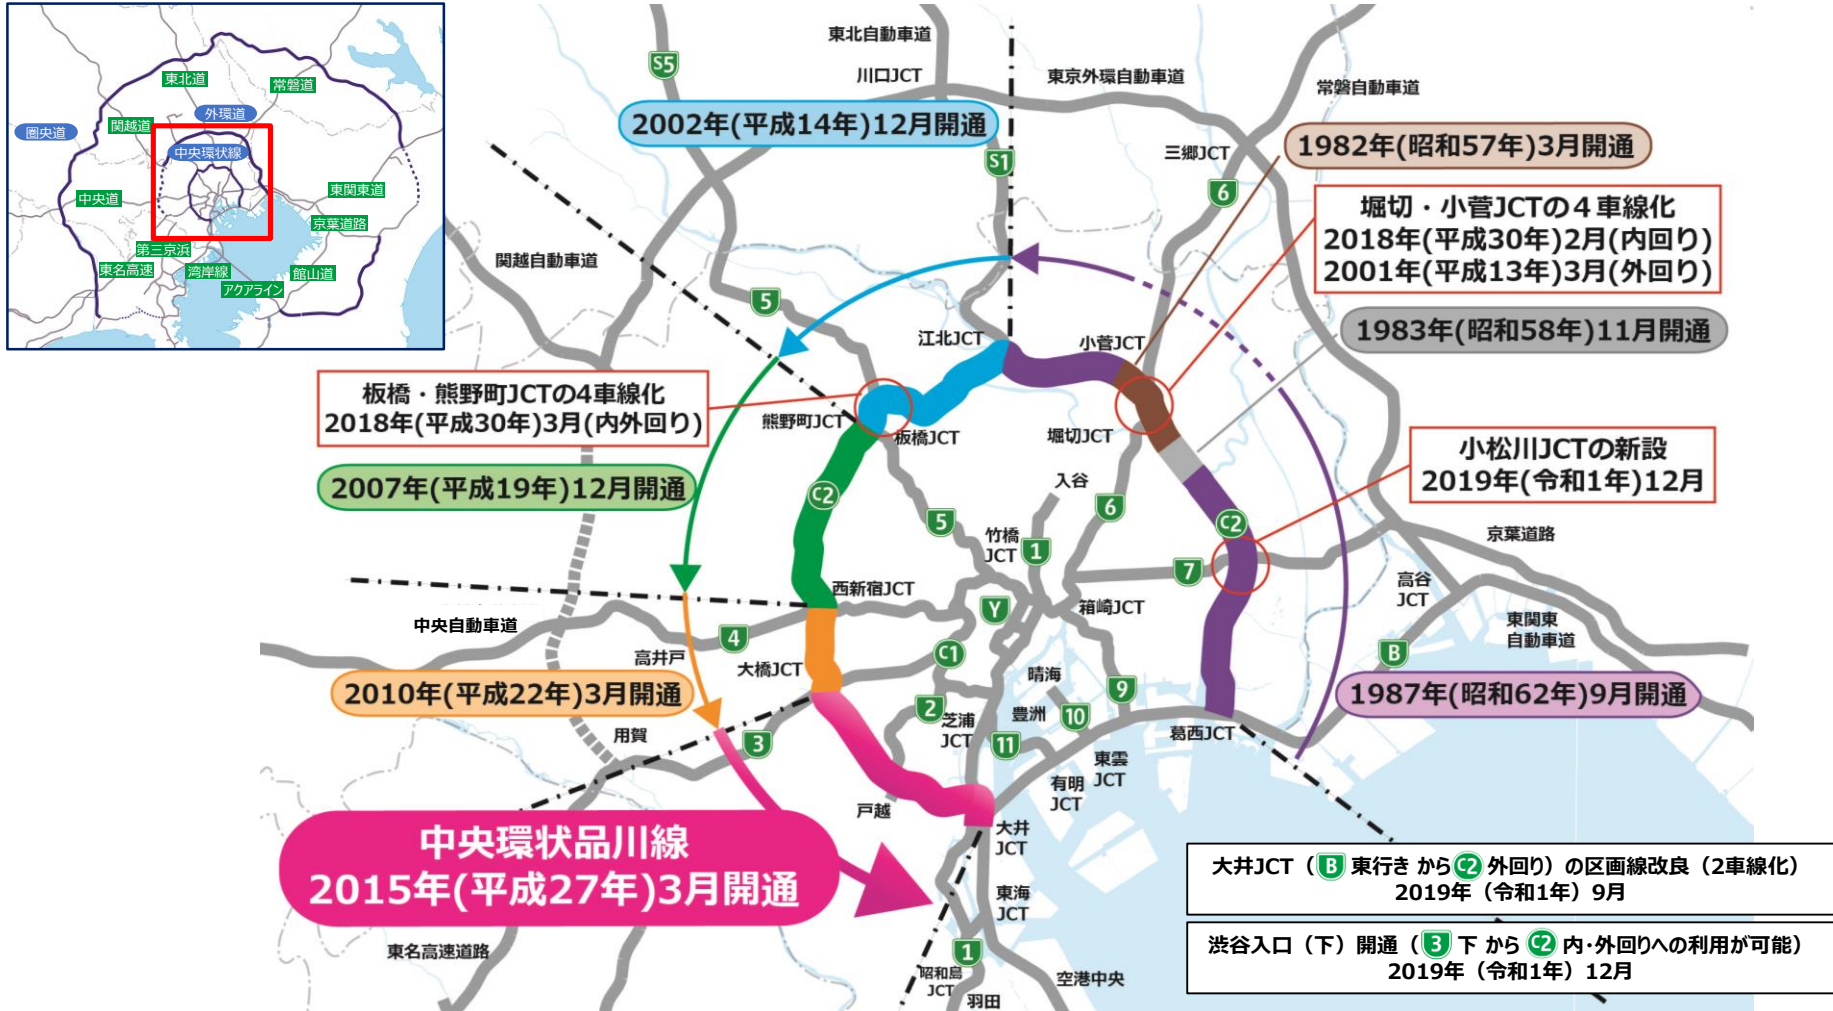 東北道
常磐道
外環道
関越道
圏央道
中央環状線
中央道
東関東道
京葉道路
第三京浜
東名高速
湾岸線
館山道
アクアライン
東北自動車道
川口JCT
東京外環自動車道
常磐自動車道
S5
2002年(平成14年)12月開通
S1
三郷JCT
6
1982年(昭和57年)3月開通
堀切・小菅JCTの4車線化
2018年(平成30年)2月(内回り)
2001年(平成13年)3月(外回り)
1983年(昭和58年)11月開通
関越自動車道
5
江北JCT
小菅JCT
板橋・熊野町JCTの4車線化
2018年(平成30年)3月(内外回り)
熊野町JCT
板橋JCT
堀切JCT
小松川JCTの新設
2019年(令和1年)12月
2007年(平成19年)12月開通
C2
入谷
5
竹橋
JCT
1
6
C2
京葉道路
7
高谷
JCT
西新宿JCT
Y
箱崎JCT
東関東
自動車道
中央自動車道
4
高井戸
大橋JCT
C1
B
晴海
2010年(平成22年)3月開通
2
芝浦
JCT
豊洲
10
9
1987年(昭和62年)9月開通
用賀
3
11
葛西JCT
東雲
JCT
有明
JCT
戸越
中央環状品川線
2015年(平成27年)3月開通
大井
JCT
東海
JCT
東名高速道路
1
昭和島
JCT
羽田
空港中央
大井JCT（B 東行き から C2 外回り）の区画線改良（2車線化）
2019年（令和1年）9月
渋谷入口（下）開通（3 下 から C2 内・外回りへの利用が可能）
2019年（令和1年）12月